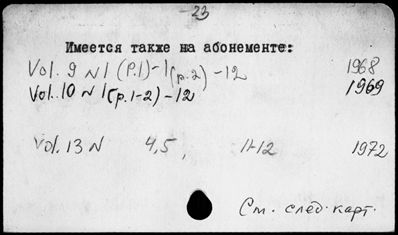 - 23
Имеется также на абонементе:
Vol. 9 N 1 (р.1)-1(р.2) -12 1968
Vol. 10 N 1(р.1-2) -12 1969
Vol. 13 N 4,5, 11-12 1972
См. след. карт.